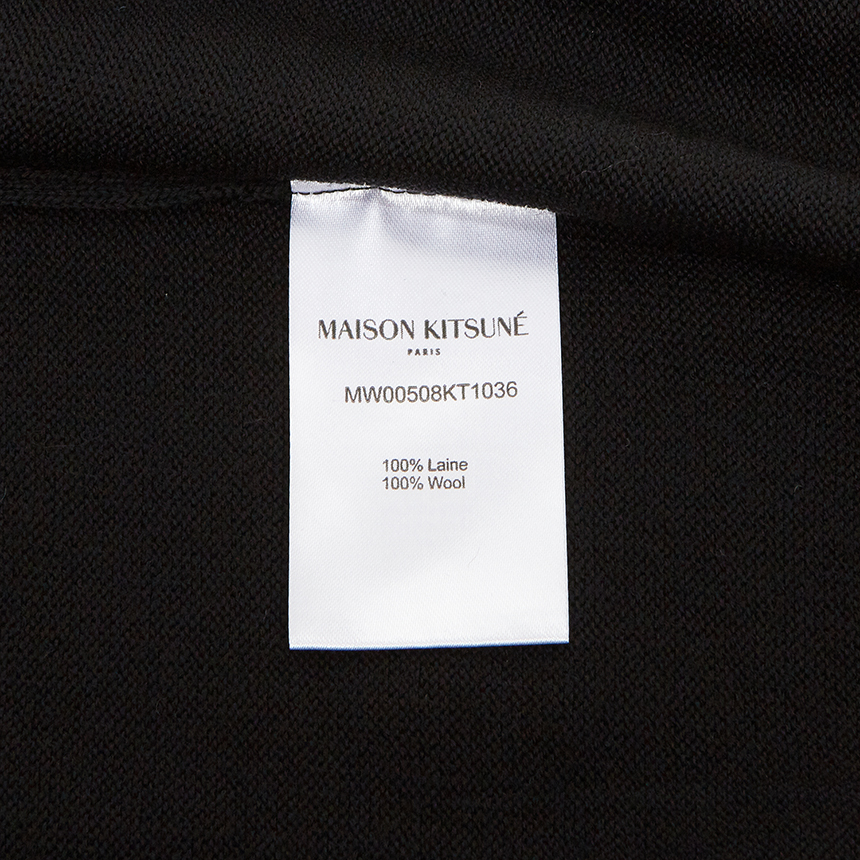 MAISON KITSUNÉ
PARIS
MW00508KT1036
100% Laine
100% Wool